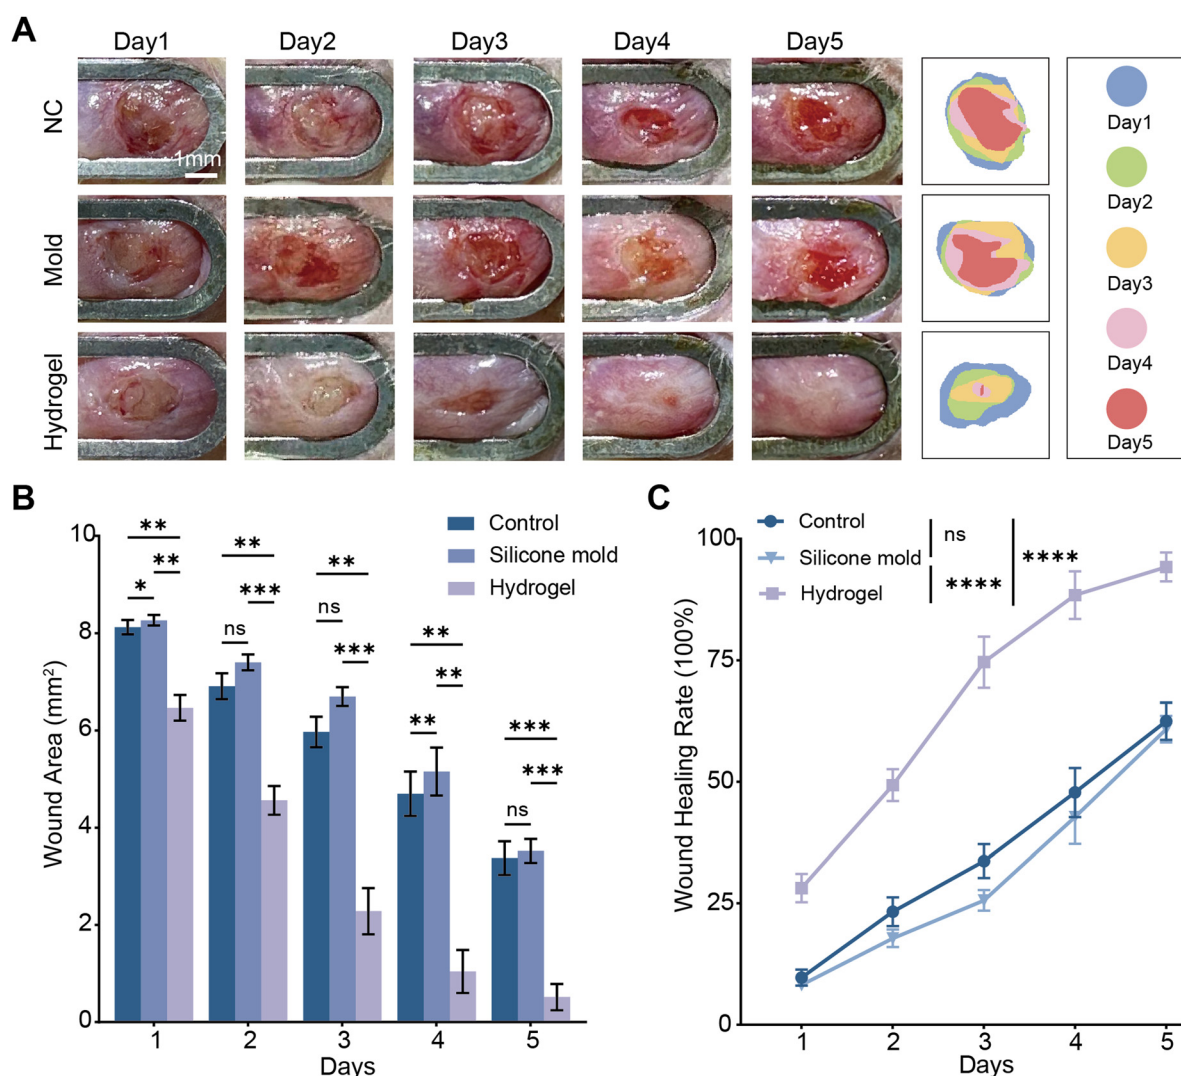 A
Day1 Day2 Day3 Day4 Day5
NC
1mm
Mold
Hydrogel
Day1
Day2
Day3
Day4
Day5
B
Control
Silicone mold
Hydrogel
Wound Area (mm²)
10
8
6
4
2
0
** ** *
** *** ns
** ns ***
** ** **
*** *** ns
1 2 3 4 5
Days
C
Control
Silicone mold
Hydrogel
ns
****
****
Wound Healing Rate (100%)
100
75
50
25
0
1 2 3 4 5
Days